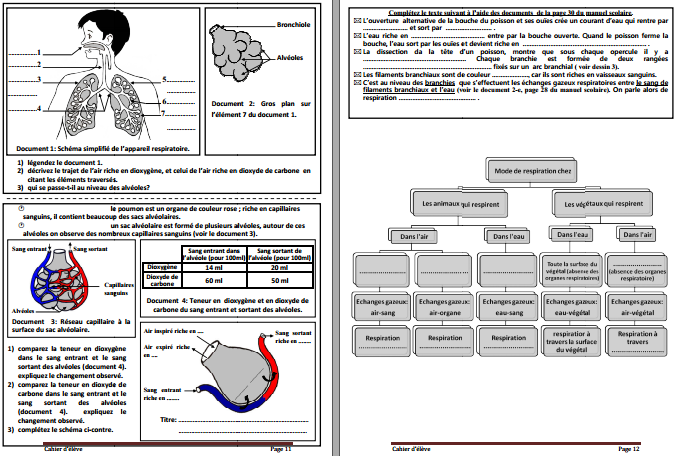 Bronchiole
Alvéoles
..............1
..............2
..............3
..............4
5..............
6..............
7..............
Document 2: Gros plan sur
l'élément 7 du document 1.
Document 1: Schéma simplifié de l'appareil respiratoire.
1) légendez le document 1.
2) décrivez le trajet de l'air riche en dioxygène, et celui de l'air riche en dioxyde de carbone en
citant les éléments traversés.
3) qui se passe-t-il au niveau des alvéoles?
le poumon est un organe de couleur rose ; riche en capillaires
sanguins, il contient beaucoup des sacs alvéolaires.
un sac alvéolaire est formé de plusieurs alvéoles, autour de ces
alvéoles on observe des nombreux capillaires sanguins (voir le document 3).
Sang entrant Sang sortant
Capillaires
sanguins
Alvéoles
Document 3: Réseau capillaire à la
surface du sac alvéolaire.
Sang entrant dans l'alvéole (pour 100ml) Sang sortant de l'alvéole (pour 100ml)
Dioxygène 14 ml 20 ml
Dioxyde de carbone 60 ml 50 ml
Document 4: Teneur en dioxygène et en dioxyde de
carbone du sang entrant et sortant des alvéoles.
1) comparez la teneur en dioxygène
dans le sang entrant et le sang
sortant des alvéoles (document 4).
expliquez le changement observé.
2) comparez la teneur en dioxyde de
carbone dans le sang entrant et le
sang sortant des alvéoles
(document 4). expliquez le
changement observé.
3) complétez le schéma ci-contre.
Air inspiré riche en ....
Air expiré riche
en ....
Sang sortant
riche en ........
Sang entrant
riche en ........
Titre: ..............................
Cahier d'élève Page 11
Complétez le texte suivant à l'aide des documents de la page 30 du manuel scolaire.
L'ouverture alternative de la bouche du poisson et ses ouïes crée un courant d'eau qui rentre par
.................... et sort par .................... .
L'eau riche en .................... entre par la bouche ouverte. Quand le poisson ferme la
bouche, l'eau sort par les ouïes et devient riche en ....................
La dissection da la tête d'un poisson, montre que sous chaque opercule il y a
.................... Chaque branchie est formée de deux rangées
.................... fixés sur un arc branchial (voir dessin 3).
Les filaments branchiaux sont de couleur ............, car ils sont riches en vaisseaux sanguins.
C'est au niveau des branchies que s'effectuent les échanges gazeux respiratoires entre le sang de
filaments branchiaux et l'eau (voir le document 2-e, page 28 du manuel scolaire). On parle alors de
respiration .................... .
Mode de respiration chez
Les animaux qui respirent
Les végétaux qui respirent
Dans l'air
Dans l'eau
Dans l'eau
Dans l'air
..............
..............
..............
Toute la surface du
végétal (absence des
organes respiratoires)
..............
(absence des organes
respiratoire)
Echanges gazeux:
air-sang
Echanges gazeux:
air-organe
Echanges gazeux:
eau-sang
Echanges gazeux:
eau-végétal
Echanges gazeux:
air-végétal
Respiration
..............
Respiration
..............
Respiration
..............
respiration à
travers la surface
du végétal
Respiration à
travers
..............
Cahier d'élève Page 12